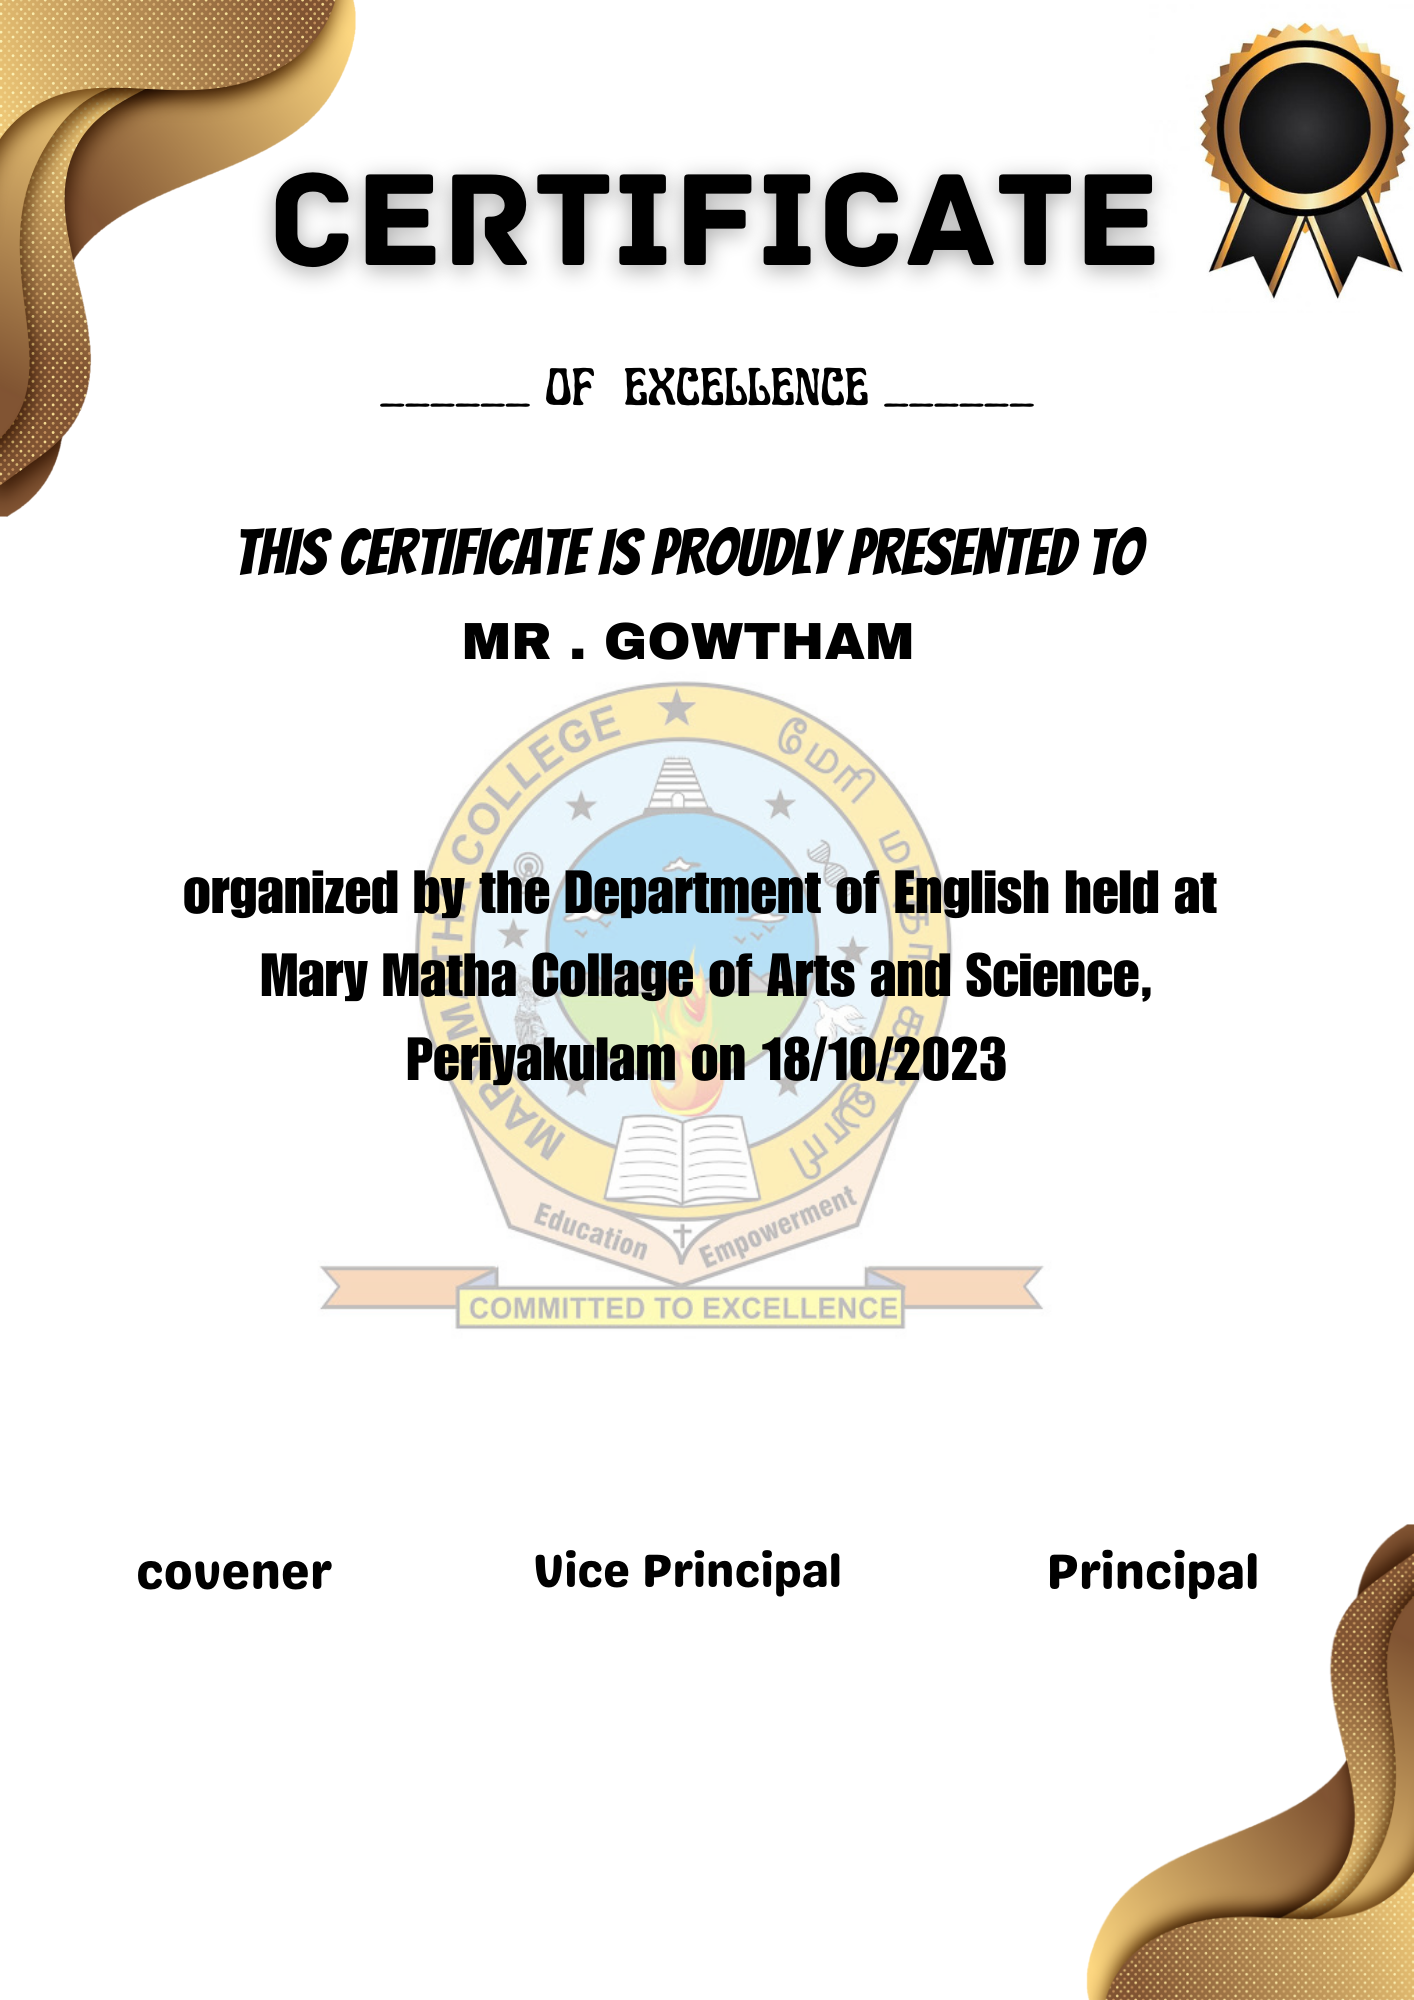 CERTIFICATE
______ OF EXCELLENCE ______
THIS CERTIFICATE IS PROUDLY PRESENTED TO
MR . GOWTHAM
MARY MATHA COLLEGE ★ மேரி மாதா கல்லூரி
organized by the Department of English held at
Mary Matha Collage of Arts and Science,
Periyakulam on 18/10/2023
Education Empowerment
COMMITTED TO EXCELLENCE
covener Vice Principal Principal